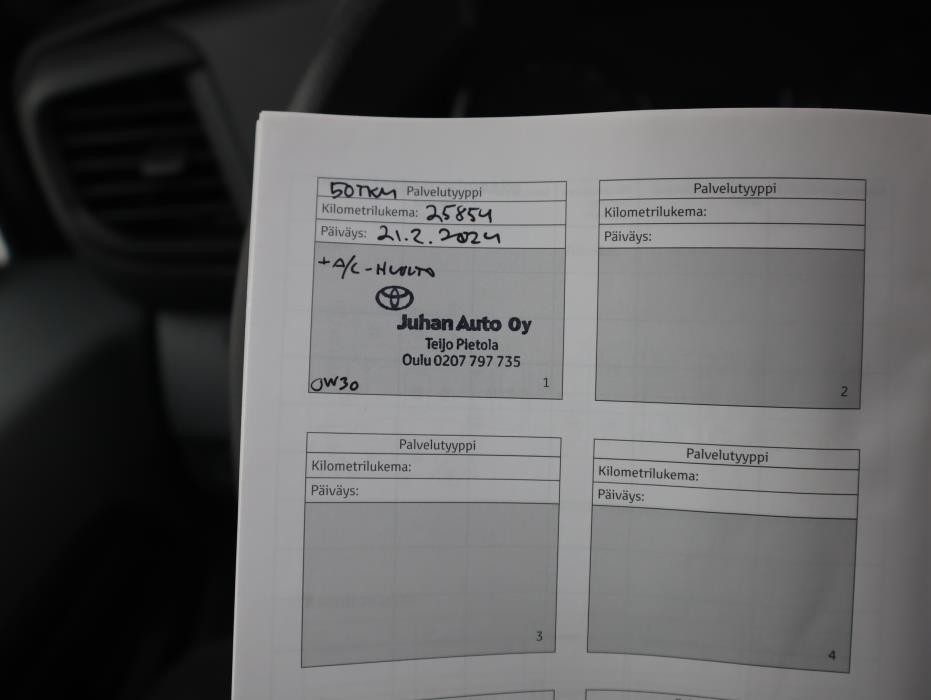 50TKM Palvelutyyppi
Kilometrilukema: 25854
Päiväys: 21.2.2024
+A/C-HUOLTO
Juhan Auto Oy
Teijo Pietola
Oulu 0207 797 735
0W30
1
Palvelutyyppi
Kilometrilukema:
Päiväys:
2
Palvelutyyppi
Kilometrilukema:
Päiväys:
3
Palvelutyyppi
Kilometrilukema:
Päiväys:
4